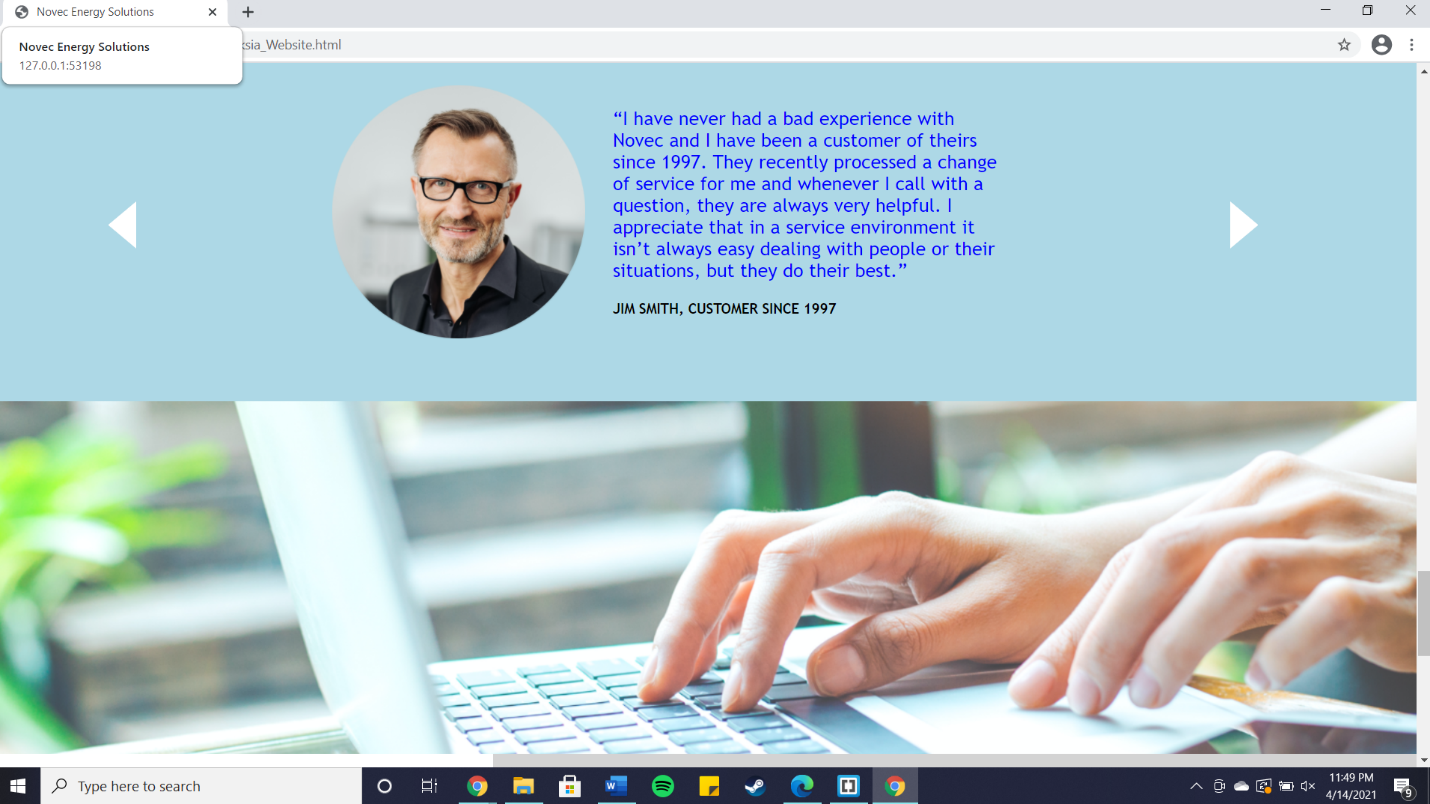 Novec Energy Solutions
Novec Energy Solutions
127.0.0.1:53198
ksia_Website.html
“I have never had a bad experience with
Novec and I have been a customer of theirs
since 1997. They recently processed a change
of service for me and whenever I call with a
question, they are always very helpful. I
appreciate that in a service environment it
isn’t always easy dealing with people or their
situations, but they do their best.”
JIM SMITH, CUSTOMER SINCE 1997
Type here to search
W
11:49 PM
4/14/2021
9